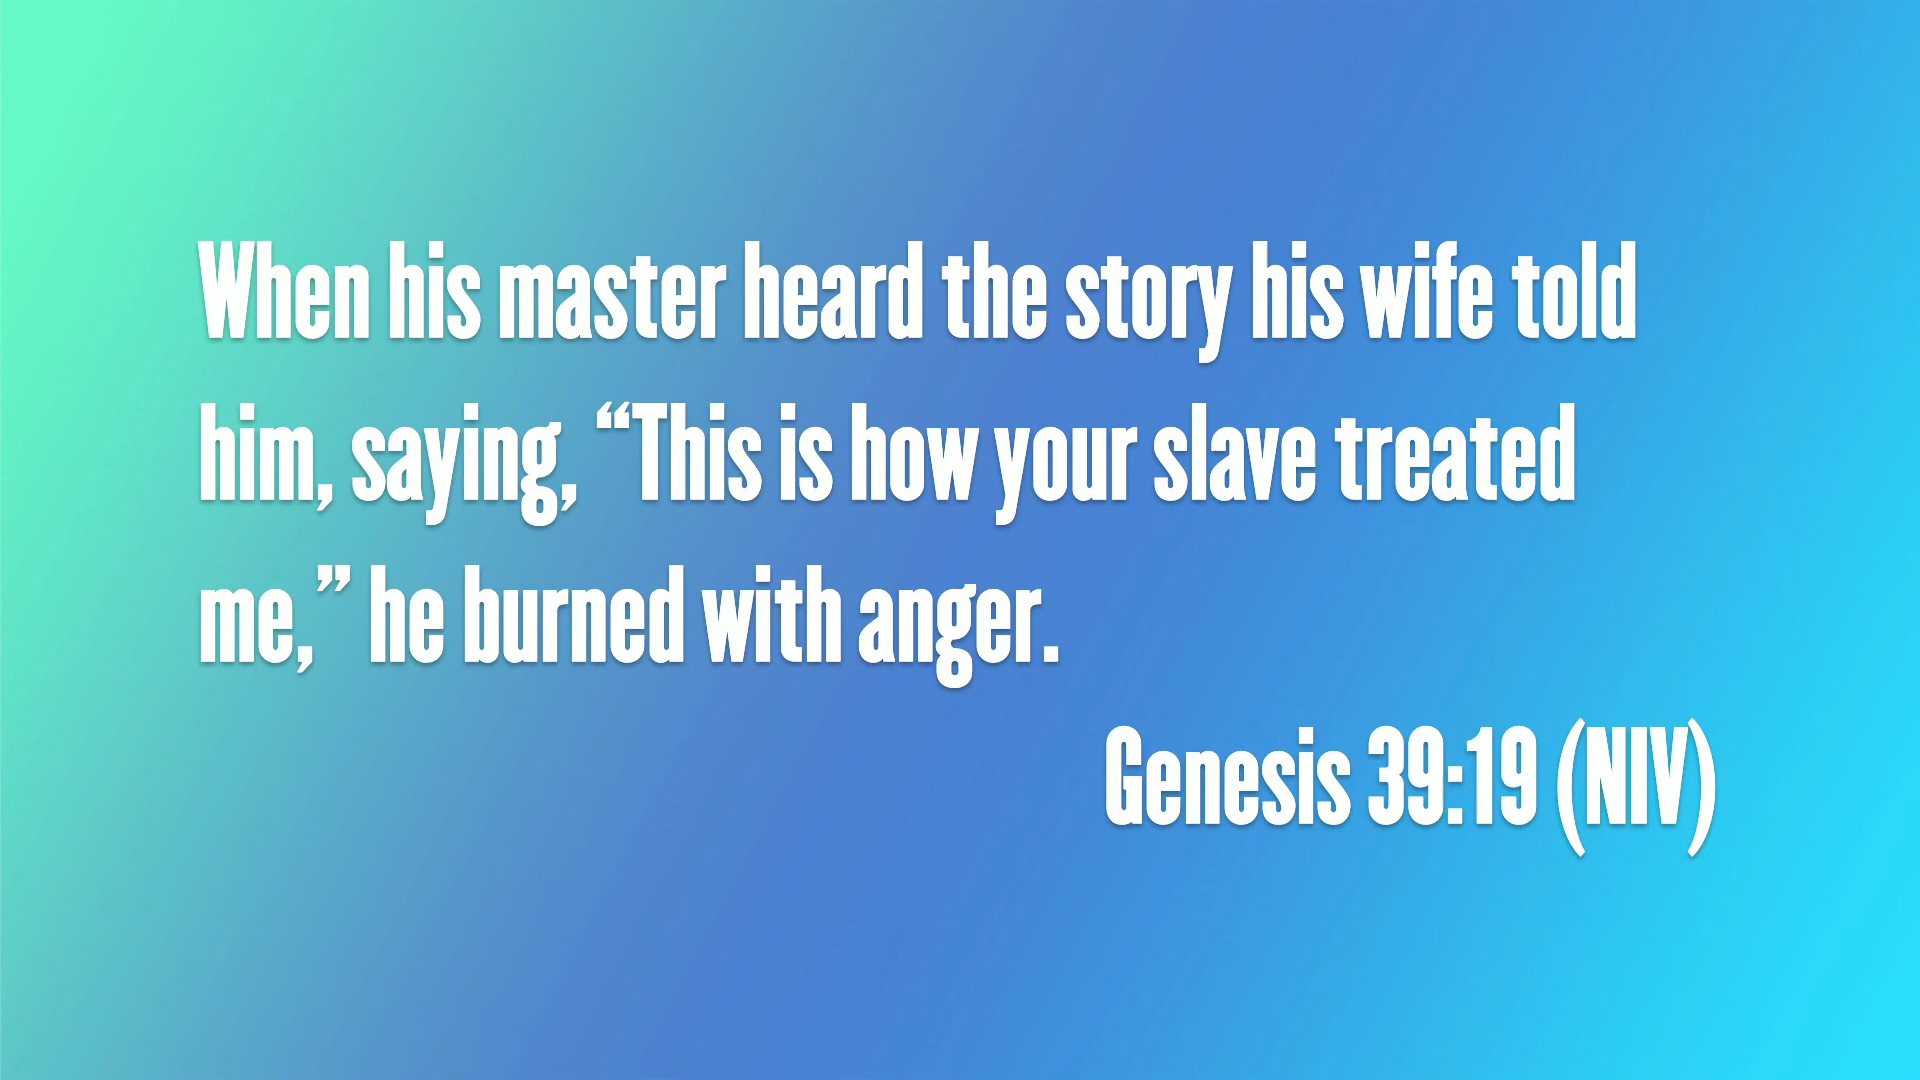 When his master heard the story his wife told
him, saying, “This is how your slave treated
me,” he burned with anger.
Genesis 39:19 (NIV)